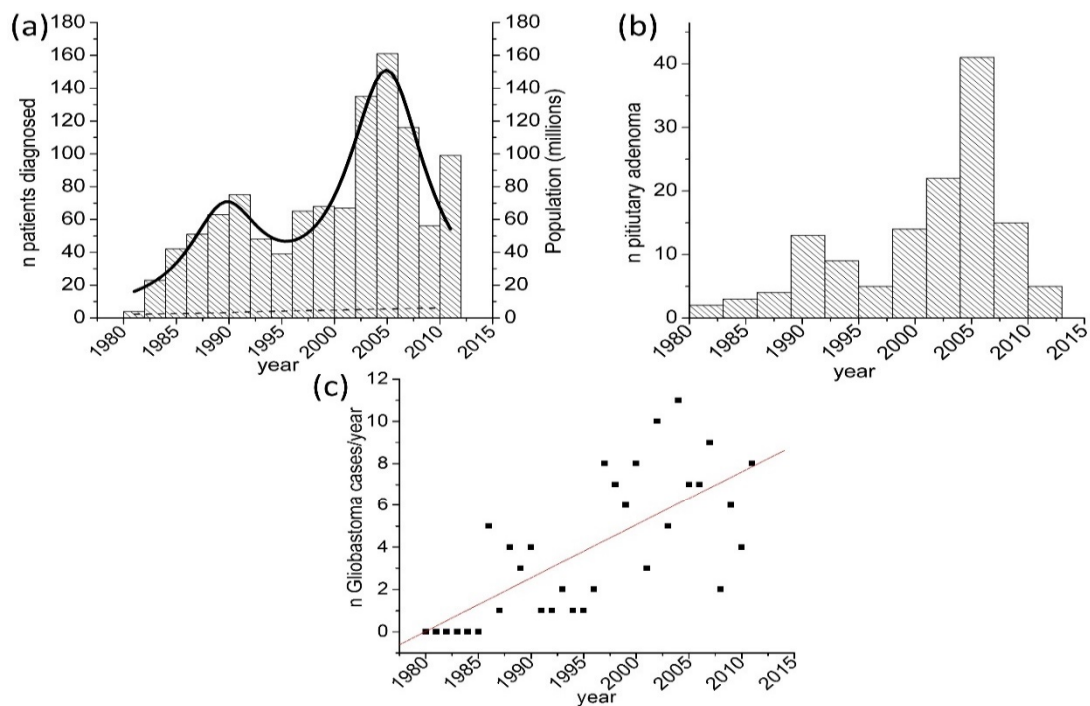 (a)
n patients diagnosed
180
160
140
120
100
80
60
40
20
0
180
160
140
120
100
80
60
40
20
0
Population (millions)
1980 1985 1990 1995 2000 2005 2010 2015
year
(b)
n pitiutary adenoma
40
30
20
10
0
1980 1985 1990 1995 2000 2005 2010 2015
year
(c)
n Gliobastoma cases/year
12
10
8
6
4
2
0
1980 1985 1990 1995 2000 2005 2010 2015
year